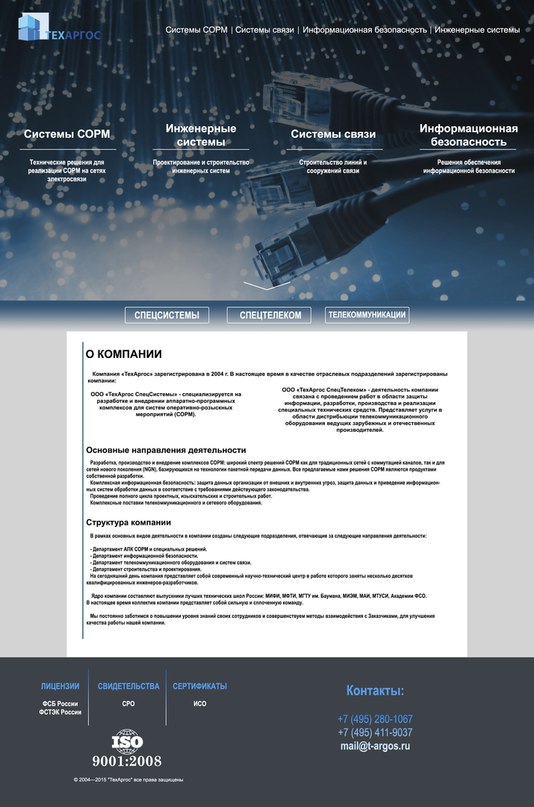 ТЕХАРГОС
Системы СОРМ | Системы связи | Информационная безопасность | Инженерные системы
Системы СОРМ
Технические решения для
реализации СОРМ на сетях
электросвязи
Инженерные
системы
Проектирование и строительство
инженерных систем
Системы связи
Строительство линий и
сооружений связи
Информационная
безопасность
Решения обеспечения
информационной безопасности
СПЕЦСИСТЕМЫ
СПЕЦТЕЛЕКОМ
ТЕЛЕКОММУНИКАЦИИ
О КОМПАНИИ
Компания «ТехАргос» зарегистрирована в 2004 г. В настоящее время в качестве отраслевых подразделений зарегистрированы
компании:
ООО «ТехАргос СпецСистемы» - специализируется на
разработке и внедрении аппаратно-программных
комплексов для систем оперативно-розыскных
мероприятий (СОРМ).
ООО «ТехАргос СпецТелеком» - деятельность компании
связана с проведением работ в области защиты
информации, разработки, производства и реализации
специальных технических средств. Представляет услуги в
области дистрибьюции телекоммуникационного
оборудования ведущих зарубежных и отечественных
производителей.
Основные направления деятельности
Разработка, производство и внедрение комплексов СОРМ: широкий спектр решений СОРМ как для традиционных сетей с коммутацией каналов, так и для
сетей нового поколения (NGN), базирующихся на технологии пакетной передачи данных. Все предлагаемые нами решения СОРМ являются продуктами
собственной разработки.
Комплексная информационная безопасность: защита данных организации от внешних и внутренних угроз, защита данных и приведение информацион-
ных систем обработки данных в соответствие с требованиями действующего законодательства.
Проведение полного цикла проектных, изыскательских и строительных работ.
Комплексные поставки телекоммуникационного и сетевого оборудования.
Структура компании
В рамках основных видов деятельности в компании созданы следующие подразделения, отвечающие за следующие направления деятельности:
- Департамент АПК СОРМ и специальных решений.
- Департамент информационной безопасности.
- Департамент телекоммуникационного оборудования и систем связи.
- Департамент строительства и проектирования.
На сегодняшний день компания представляет собой современный научно-технический центр в работе которого заняты несколько десятков
квалифицированных инженеров-разработчиков.
Ядро компании составляют выпускники лучших технических школ России: МИФИ, МФТИ, МГТУ им. Баумана, МИЭМ, МАИ, МТУСИ, Академия ФСО.
В настоящее время коллектив компании представляет собой сильную и сплоченную команду.
Мы постоянно заботимся о повышении уровня знаний своих сотрудников и совершенствуем методы взаимодействия с Заказчиками, для улучшения
качества работы нашей компании.
ЛИЦЕНЗИИ
ФСБ России
ФСТЭК России
СВИДЕТЕЛЬСТВА
СРО
СЕРТИФИКАТЫ
ИСО
ISO
9001:2008
© 2004—2015 "ТехАргос" все права защищены
Контакты:
+7 (495) 280-1067
+7 (495) 411-9037
mail@t-argos.ru